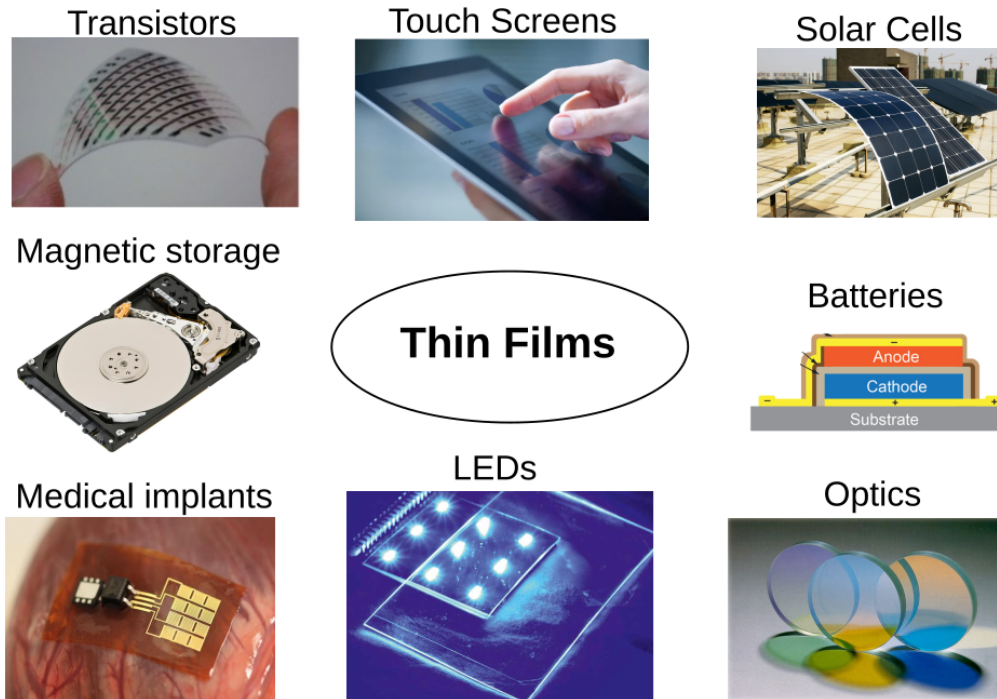 Transistors
Touch Screens
Solar Cells
Magnetic storage
Thin Films
Batteries
-
Anode
Cathode
- + +
Substrate
Medical implants
LEDs
Optics